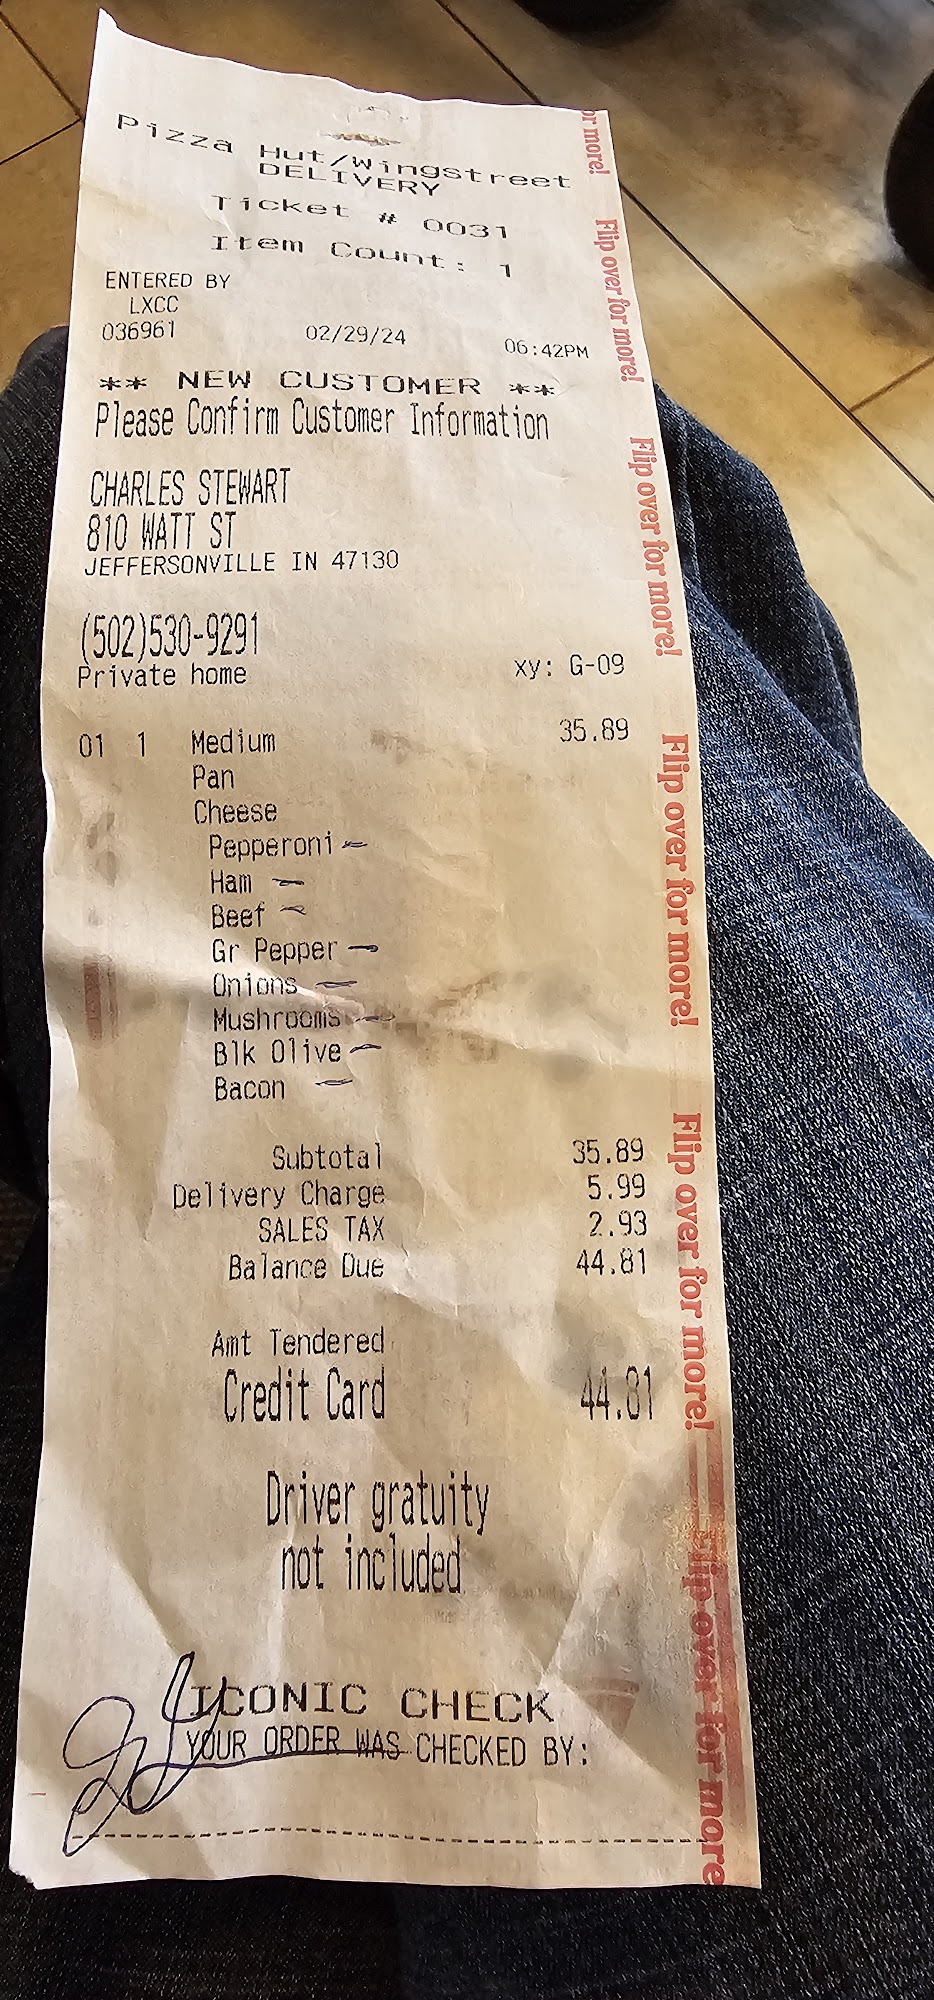 Pizza Hut/Wingstreet
DELIVERY
Ticket # 0031
Item Count: 1
ENTERED BY
LXCC
036961 02/29/24 06:42PM
** NEW CUSTOMER **
Please Confirm Customer Information
CHARLES STEWART
810 WATT ST
JEFFERSONVILLE IN 47130
(502)530-9291
Private home xy: G-09
01 1 Medium 35.89
Pan
Cheese
Pepperoni
Ham
Beef
Gr Pepper
Onions
Mushrooms
Blk Olive
Bacon
Subtotal 35.89
Delivery Charge 5.99
SALES TAX 2.93
Balance Due 44.81
Amt Tendered
Credit Card 44.81
Driver gratuity
not included
ICONIC CHECK
YOUR ORDER WAS CHECKED BY:
or more!
Flip over for more!
Flip over for more!
Flip over for more!
Flip over for more!
Flip over for more